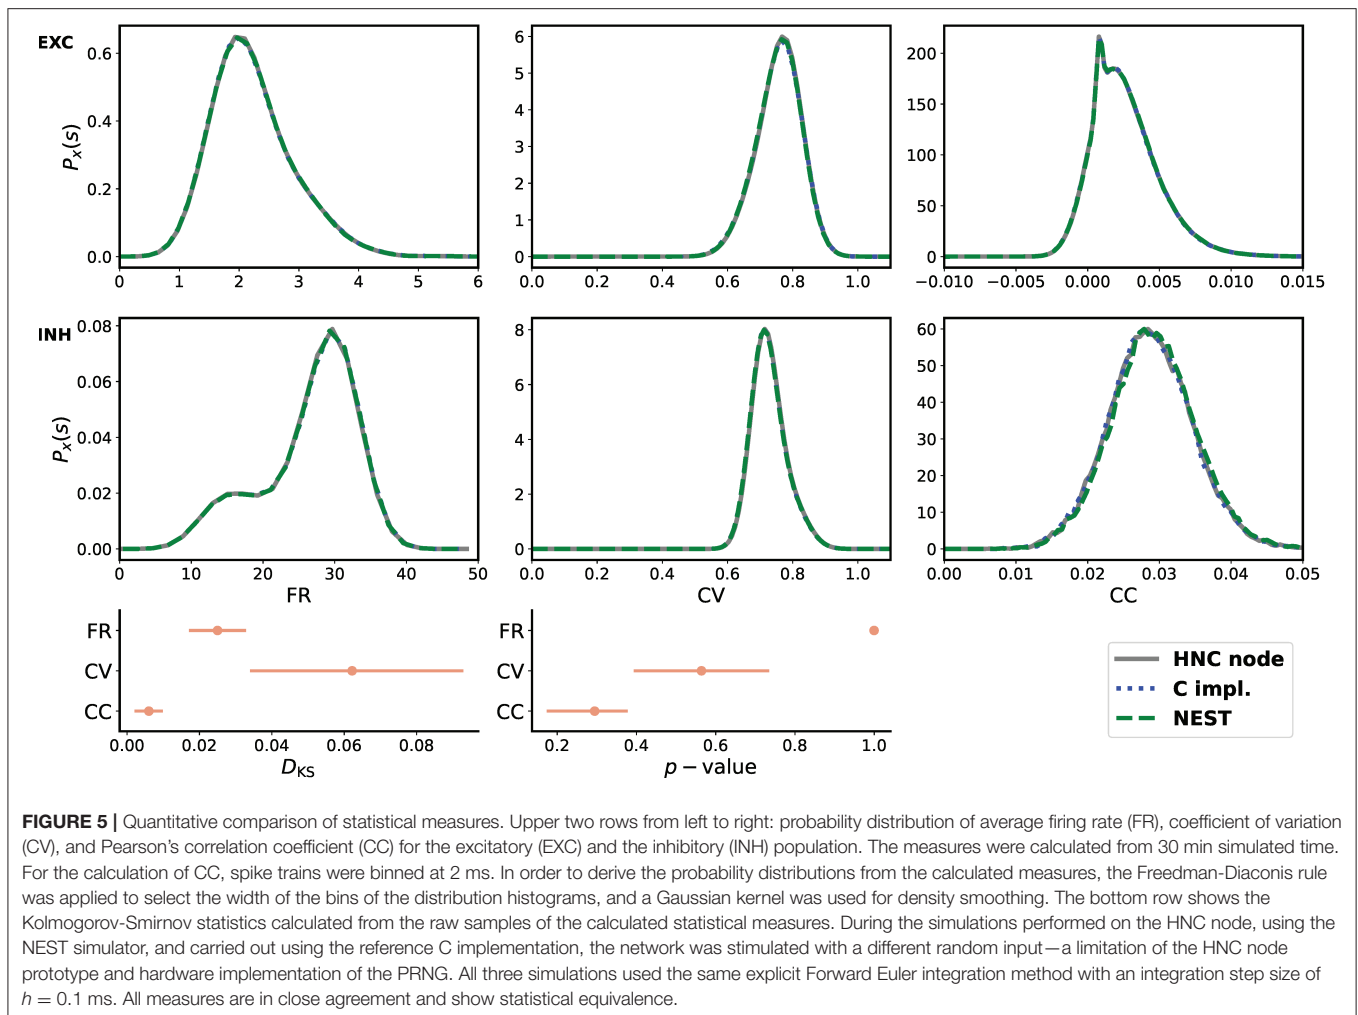 EXC
P_x(s)
0.6
0.4
0.2
0.0
0 1 2 3 4 5 6
6
5
4
3
2
1
0
0.0 0.2 0.4 0.6 0.8 1.0
200
150
100
50
0
−0.010 −0.005 0.000 0.005 0.010 0.015
INH
P_x(s)
0.08
0.06
0.04
0.02
0.00
0 10 20 30 40 50
FR
8
6
4
2
0
0.0 0.2 0.4 0.6 0.8 1.0
CV
60
50
40
30
20
10
0
0.00 0.01 0.02 0.03 0.04 0.05
CC
FR
CV
CC
0.00 0.02 0.04 0.06 0.08
D_KS
FR
CV
CC
0.2 0.4 0.6 0.8 1.0
p − value
HNC node
C impl.
NEST
FIGURE 5 | Quantitative comparison of statistical measures. Upper two rows from left to right: probability distribution of average firing rate (FR), coefficient of variation
(CV), and Pearson's correlation coefficient (CC) for the excitatory (EXC) and the inhibitory (INH) population. The measures were calculated from 30 min simulated time.
For the calculation of CC, spike trains were binned at 2 ms. In order to derive the probability distributions from the calculated measures, the Freedman-Diaconis rule
was applied to select the width of the bins of the distribution histograms, and a Gaussian kernel was used for density smoothing. The bottom row shows the
Kolmogorov-Smirnov statistics calculated from the raw samples of the calculated statistical measures. During the simulations performed on the HNC node, using the
NEST simulator, and carried out using the reference C implementation, the network was stimulated with a different random input—a limitation of the HNC node
prototype and hardware implementation of the PRNG. All three simulations used the same explicit Forward Euler integration method with an integration step size of
h = 0.1 ms. All measures are in close agreement and show statistical equivalence.